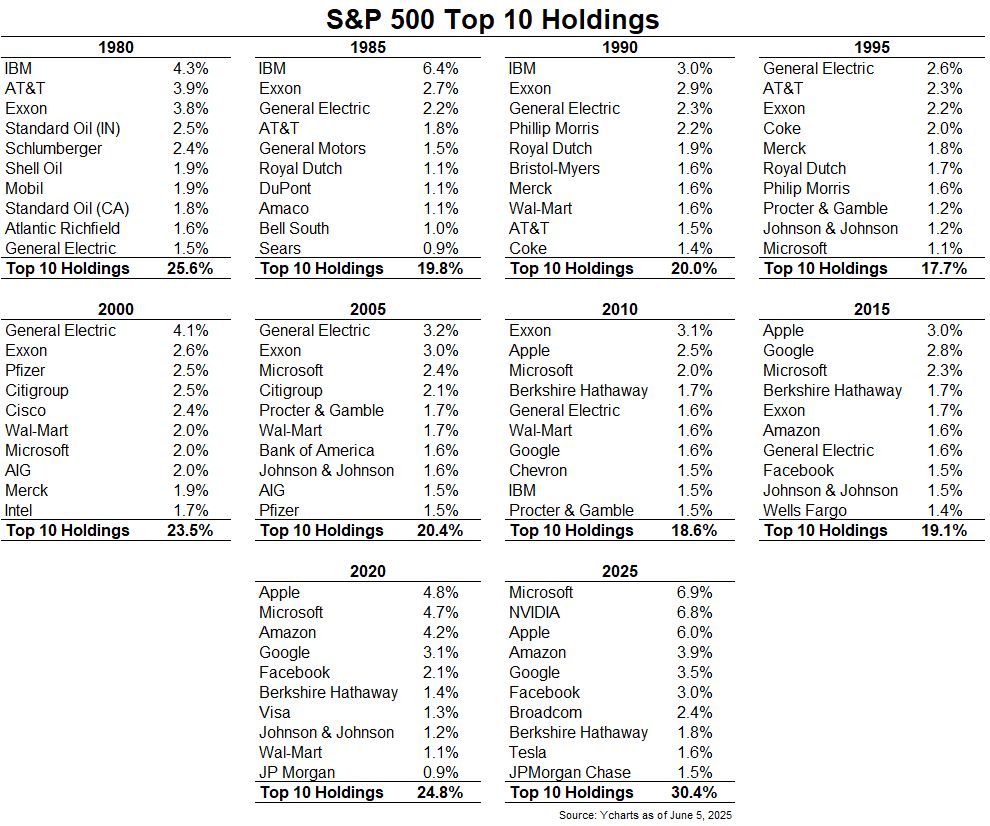 S&P 500 Top 10 Holdings
1980
IBM 4.3%
AT&T 3.9%
Exxon 3.8%
Standard Oil (IN) 2.5%
Schlumberger 2.4%
Shell Oil 1.9%
Mobil 1.9%
Standard Oil (CA) 1.8%
Atlantic Richfield 1.6%
General Electric 1.5%
Top 10 Holdings 25.6%
1985
IBM 6.4%
Exxon 2.7%
General Electric 2.2%
AT&T 1.8%
General Motors 1.5%
Royal Dutch 1.1%
DuPont 1.1%
Amaco 1.1%
Bell South 1.0%
Sears 0.9%
Top 10 Holdings 19.8%
1990
IBM 3.0%
Exxon 2.9%
General Electric 2.3%
Phillip Morris 2.2%
Royal Dutch 1.9%
Bristol-Myers 1.6%
Merck 1.6%
Wal-Mart 1.6%
AT&T 1.5%
Coke 1.4%
Top 10 Holdings 20.0%
1995
General Electric 2.6%
AT&T 2.3%
Exxon 2.2%
Coke 2.0%
Merck 1.8%
Royal Dutch 1.7%
Philip Morris 1.6%
Procter & Gamble 1.2%
Johnson & Johnson 1.2%
Microsoft 1.1%
Top 10 Holdings 17.7%
2000
General Electric 4.1%
Exxon 2.6%
Pfizer 2.5%
Citigroup 2.5%
Cisco 2.4%
Wal-Mart 2.0%
Microsoft 2.0%
AIG 2.0%
Merck 1.9%
Intel 1.7%
Top 10 Holdings 23.5%
2005
General Electric 3.2%
Exxon 3.0%
Microsoft 2.4%
Citigroup 2.1%
Procter & Gamble 1.7%
Wal-Mart 1.7%
Bank of America 1.6%
Johnson & Johnson 1.6%
AIG 1.5%
Pfizer 1.5%
Top 10 Holdings 20.4%
2010
Exxon 3.1%
Apple 2.5%
Microsoft 2.0%
Berkshire Hathaway 1.7%
General Electric 1.6%
Wal-Mart 1.6%
Google 1.6%
Chevron 1.5%
IBM 1.5%
Procter & Gamble 1.5%
Top 10 Holdings 18.6%
2015
Apple 3.0%
Google 2.8%
Microsoft 2.3%
Berkshire Hathaway 1.7%
Exxon 1.7%
Amazon 1.6%
General Electric 1.6%
Facebook 1.5%
Johnson & Johnson 1.5%
Wells Fargo 1.4%
Top 10 Holdings 19.1%
2020
Apple 4.8%
Microsoft 4.7%
Amazon 4.2%
Google 3.1%
Facebook 2.1%
Berkshire Hathaway 1.4%
Visa 1.3%
Johnson & Johnson 1.2%
Wal-Mart 1.1%
JP Morgan 0.9%
Top 10 Holdings 24.8%
2025
Microsoft 6.9%
NVIDIA 6.8%
Apple 6.0%
Amazon 3.9%
Google 3.5%
Facebook 3.0%
Broadcom 2.4%
Berkshire Hathaway 1.8%
Tesla 1.6%
JPMorgan Chase 1.5%
Top 10 Holdings 30.4%
Source: Ycharts as of June 5, 2025